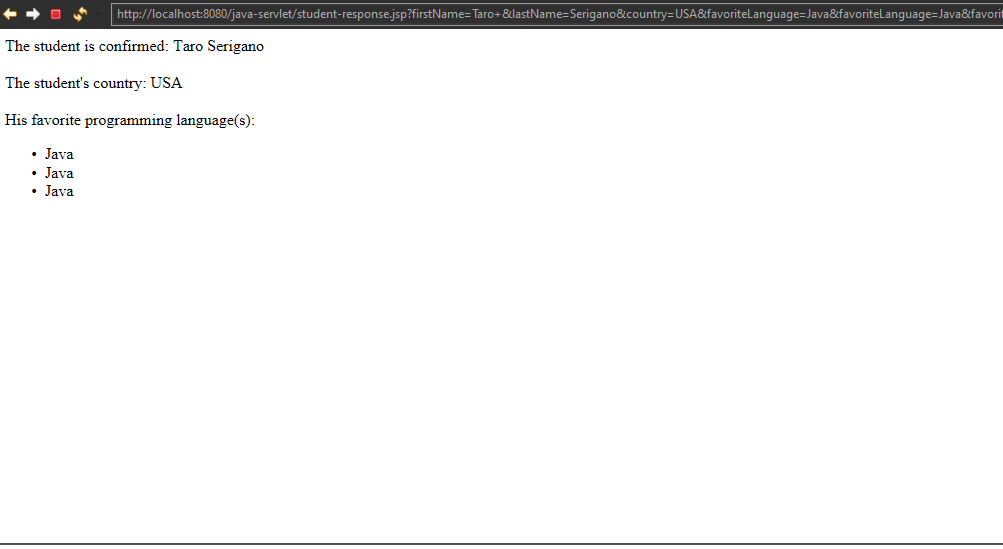 http://localhost:8080/java-servlet/student-response.jsp?firstName=Taro+&lastName=Serigano&country=USA&favoriteLanguage=Java&favoriteLanguage=Java&favorit
The student is confirmed: Taro Serigano
The student's country: USA
His favorite programming language(s):
• Java
• Java
• Java